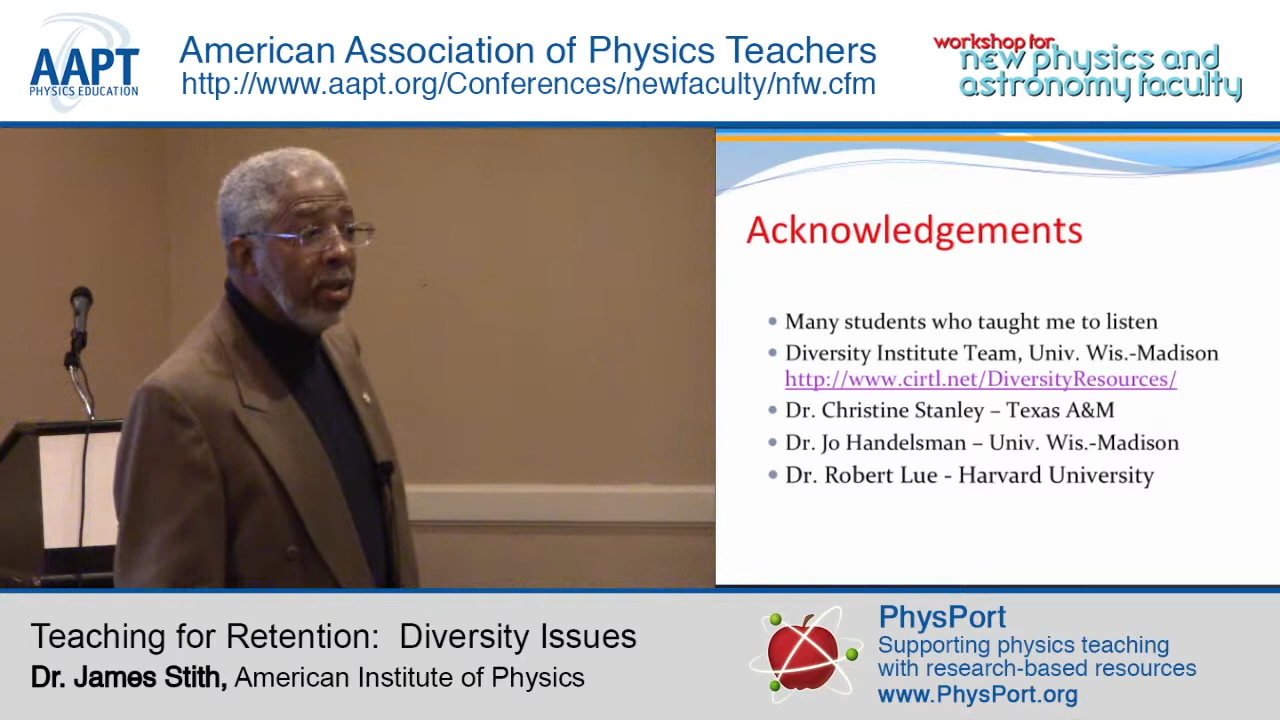 AAPT
PHYSICS EDUCATION
American Association of Physics Teachers
http://www.aapt.org/Conferences/newfaculty/nfw.cfm
workshop for
new physics and
astronomy faculty
Acknowledgements
• Many students who taught me to listen
• Diversity Institute Team, Univ. Wis.-Madison
http://www.cirtl.net/DiversityResources/
• Dr. Christine Stanley – Texas A&M
• Dr. Jo Handelsman – Univ. Wis.-Madison
• Dr. Robert Lue - Harvard University
Teaching for Retention: Diversity Issues
Dr. James Stith, American Institute of Physics
PhysPort
Supporting physics teaching
with research-based resources
www.PhysPort.org